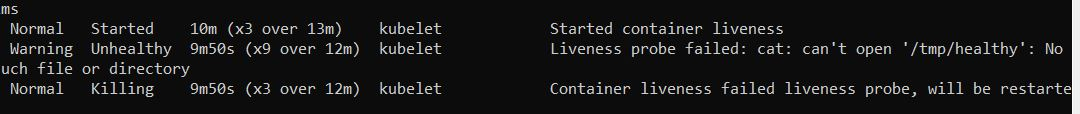 ms
Normal Started 10m (x3 over 13m) kubelet Started container liveness
Warning Unhealthy 9m50s (x9 over 12m) kubelet Liveness probe failed: cat: can't open '/tmp/healthy': No
uch file or directory
Normal Killing 9m50s (x3 over 12m) kubelet Container liveness failed liveness probe, will be restarte